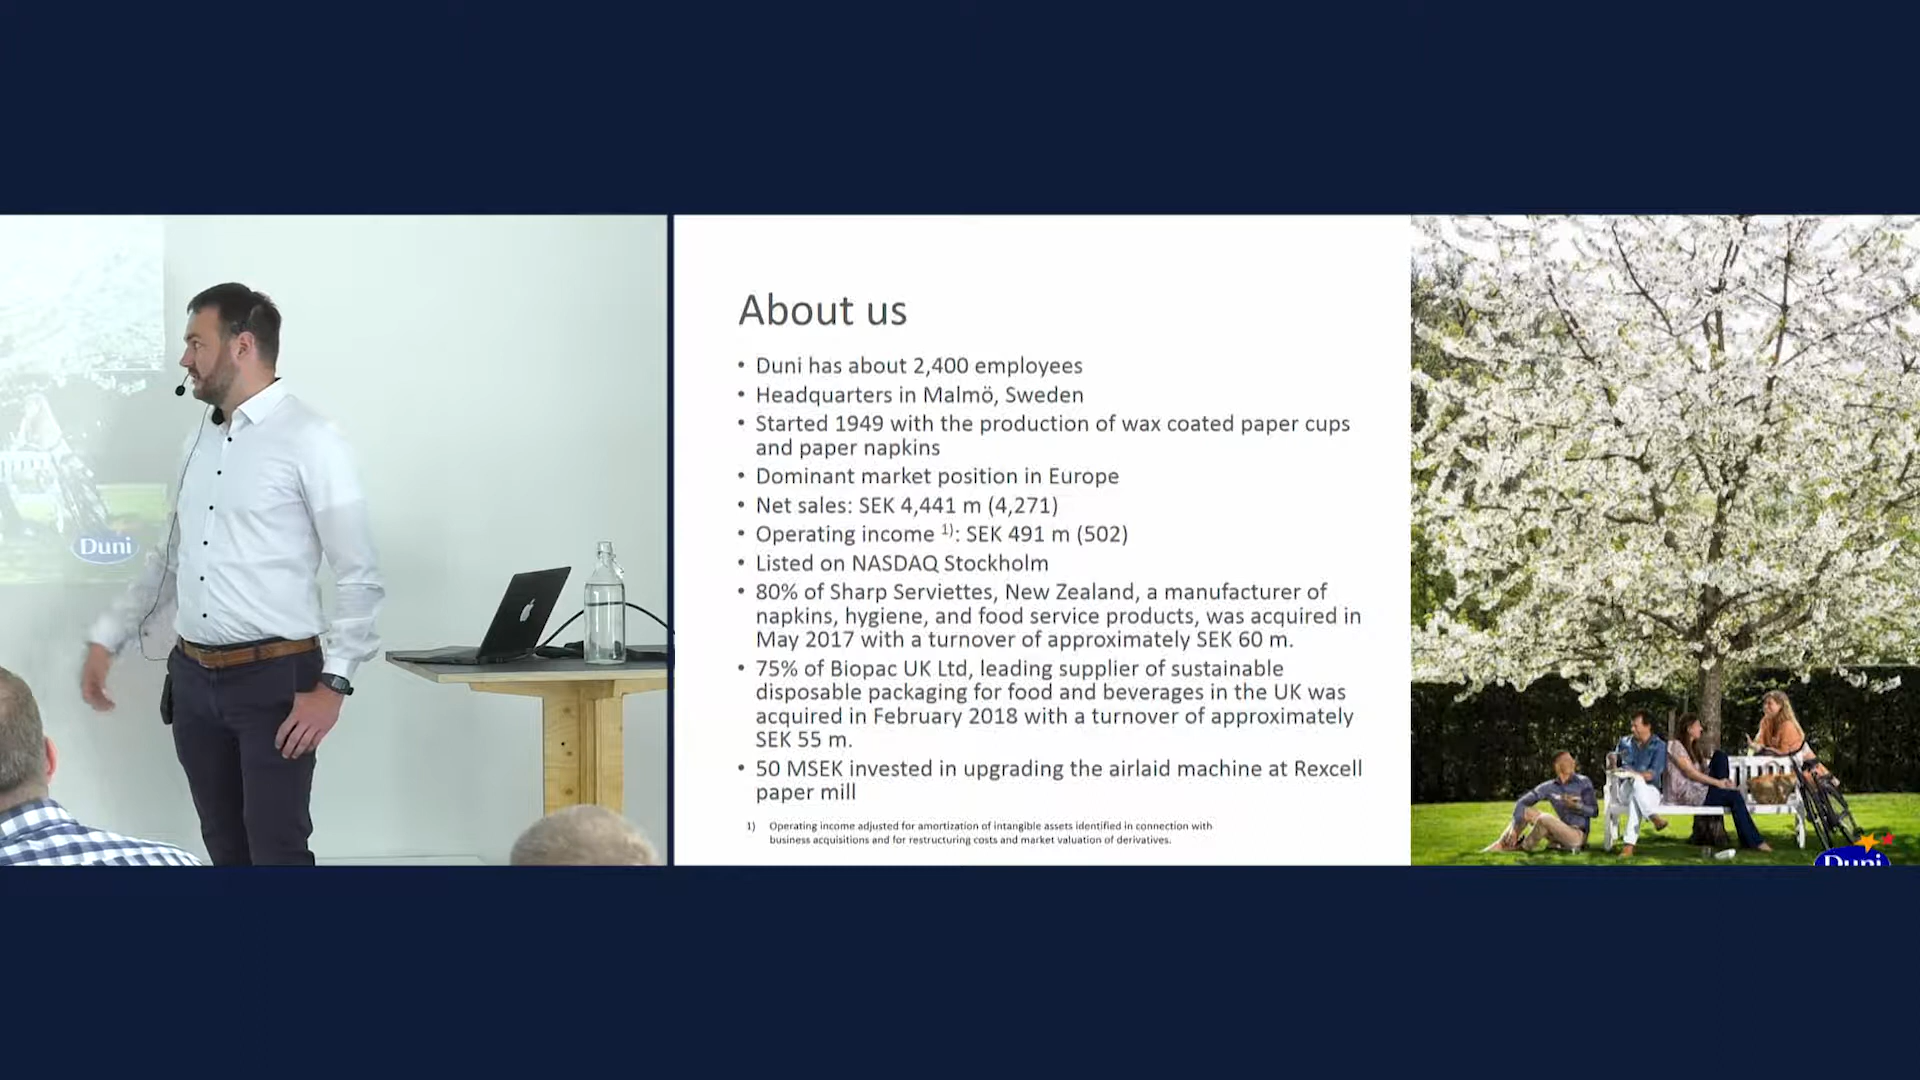 Duni
About us
• Duni has about 2,400 employees
• Headquarters in Malmö, Sweden
• Started 1949 with the production of wax coated paper cups
and paper napkins
• Dominant market position in Europe
• Net sales: SEK 4,441 m (4,271)
• Operating income 1): SEK 491 m (502)
• Listed on NASDAQ Stockholm
• 80% of Sharp Serviettes, New Zealand, a manufacturer of
napkins, hygiene, and food service products, was acquired in
May 2017 with a turnover of approximately SEK 60 m.
• 75% of Biopac UK Ltd, leading supplier of sustainable
disposable packaging for food and beverages in the UK was
acquired in February 2018 with a turnover of approximately
SEK 55 m.
• 50 MSEK invested in upgrading the airlaid machine at Rexcell
paper mill
1) Operating income adjusted for amortization of intangible assets identified in connection with
business acquisitions and for restructuring costs and market valuation of derivatives.
Duni